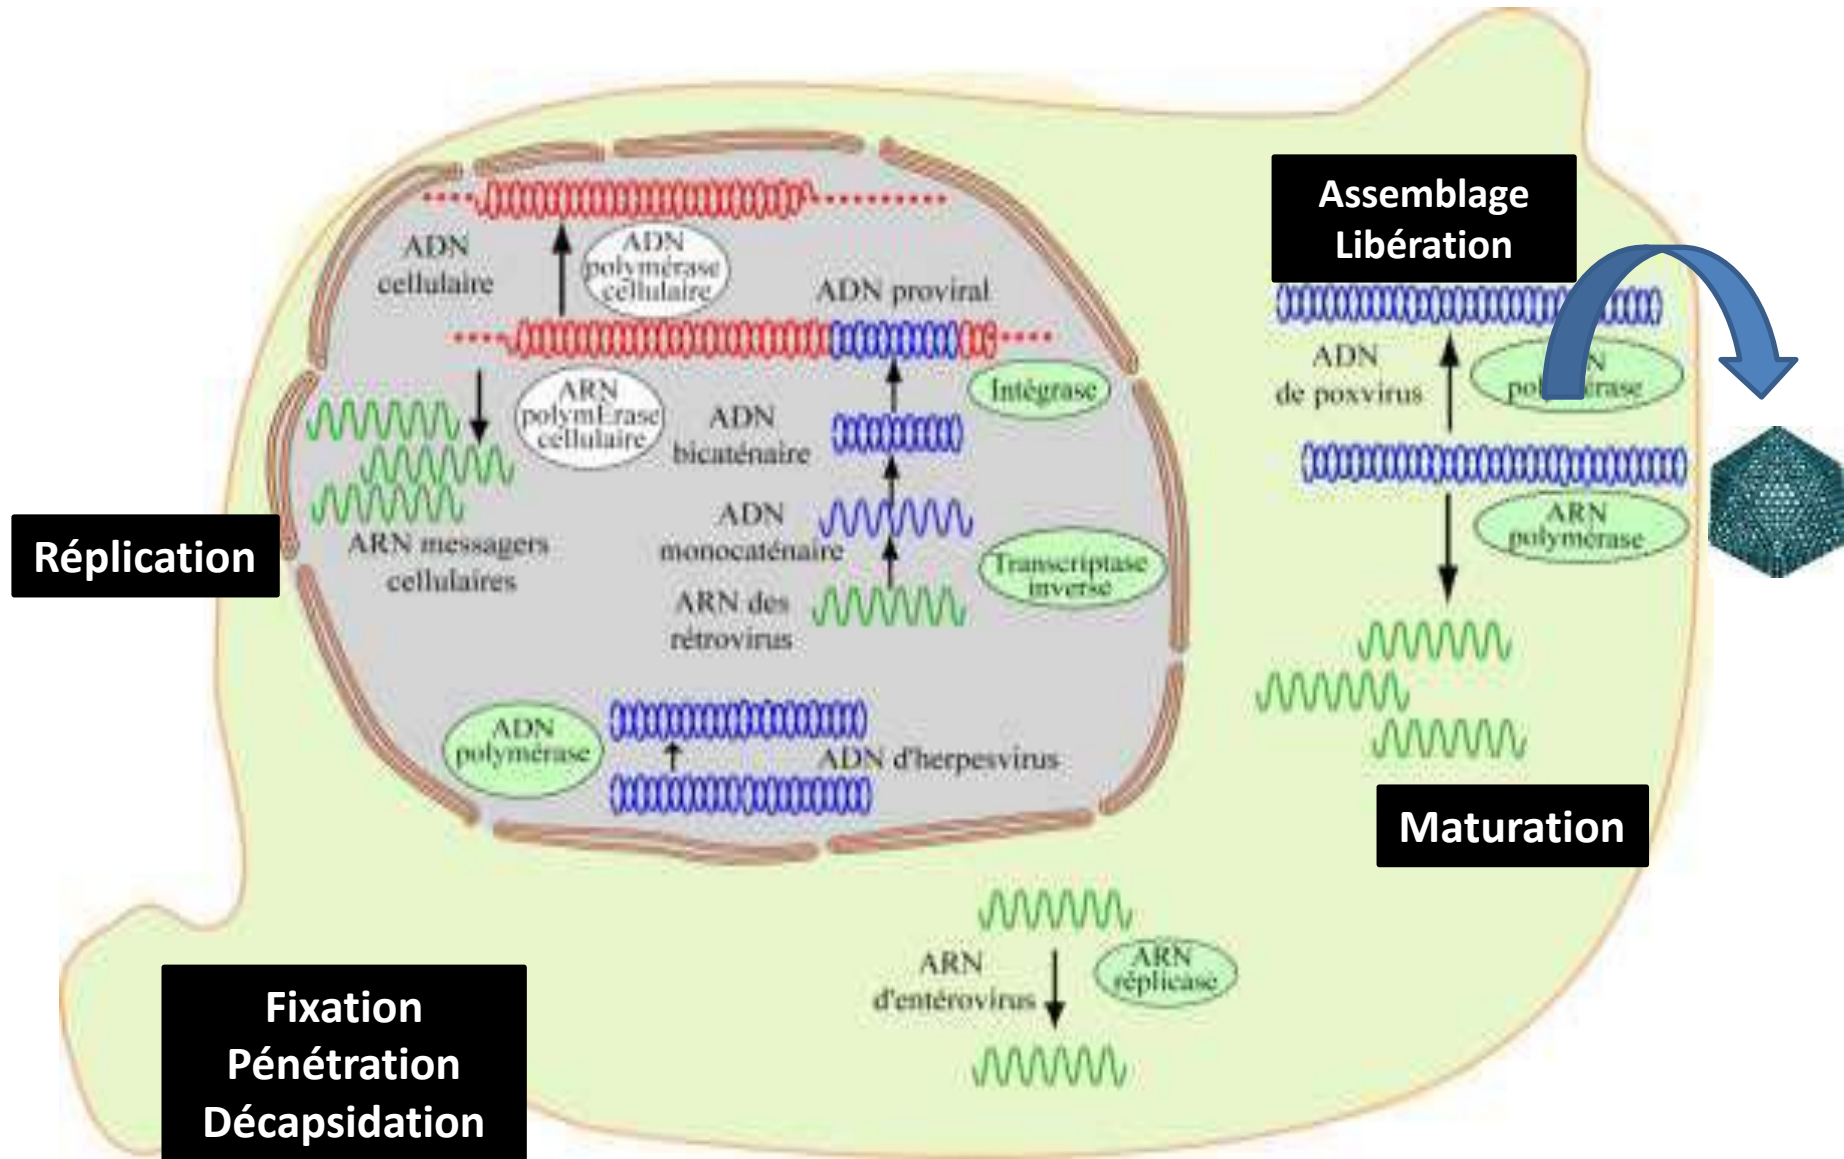 Assemblage
Libération
ADN
cellulaire
ADN
polymérase
cellulaire
ADN proviral
ARN
polymErase
cellulaire
Intégrase
ADN
bicaténaire
ADN
de poxvirus
polymérase
ARN
polymérase
Réplication
ARN messagers
cellulaires
ADN
monocaténaire
Transcriptase
inverse
ARN des
rétrovirus
ADN
polymérase
ADN d'herpesvirus
Maturation
ARN
d'entérovirus
ARN
réplicase
Fixation
Pénétration
Décapsidation